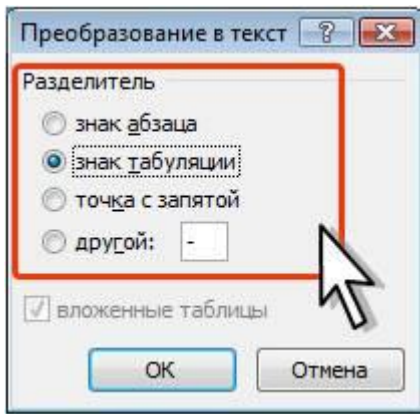 Преобразование в текст
Разделитель
знак абзаца
знак табуляции
точка с запятой
другой: -
вложенные таблицы
ОК Отмена